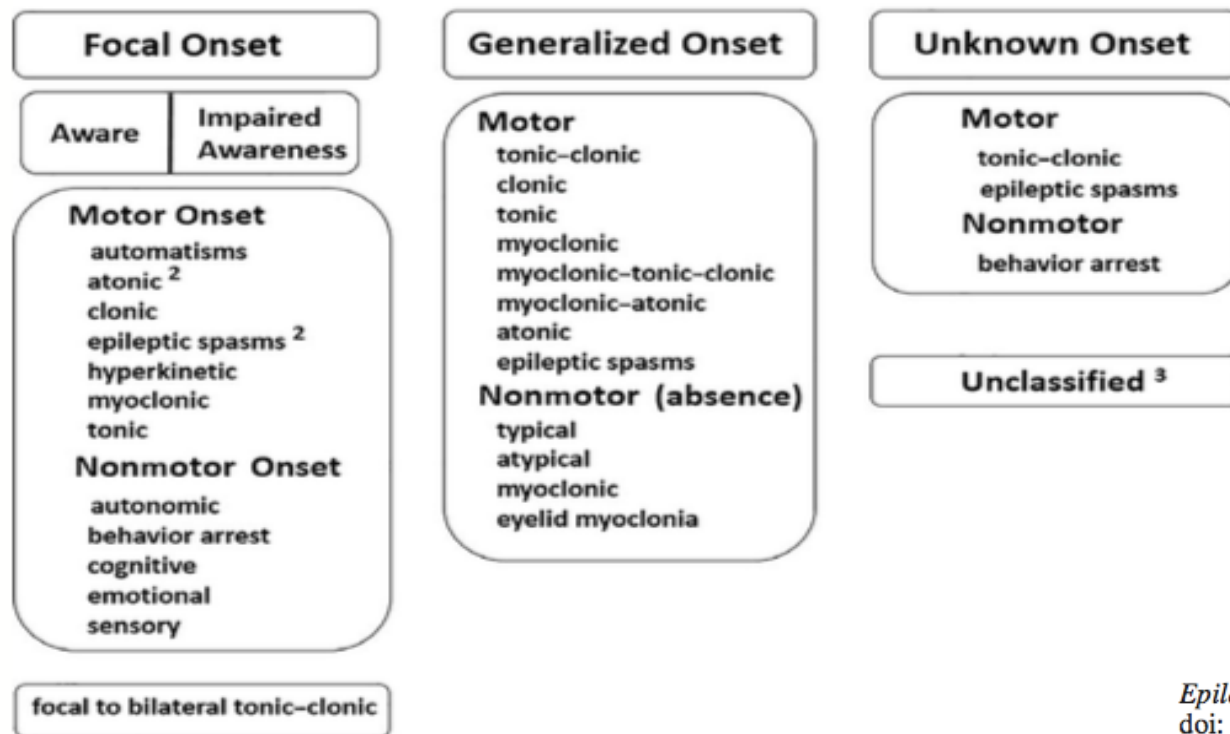 Focal Onset
Aware
Impaired
Awareness
Motor Onset
automatisms
atonic 2
clonic
epileptic spasms 2
hyperkinetic
myoclonic
tonic
Nonmotor Onset
autonomic
behavior arrest
cognitive
emotional
sensory
focal to bilateral tonic–clonic
Generalized Onset
Motor
tonic–clonic
clonic
tonic
myoclonic
myoclonic–tonic–clonic
myoclonic–atonic
atonic
epileptic spasms
Nonmotor (absence)
typical
atypical
myoclonic
eyelid myoclonia
Unknown Onset
Motor
tonic–clonic
epileptic spasms
Nonmotor
behavior arrest
Unclassified 3
doi: